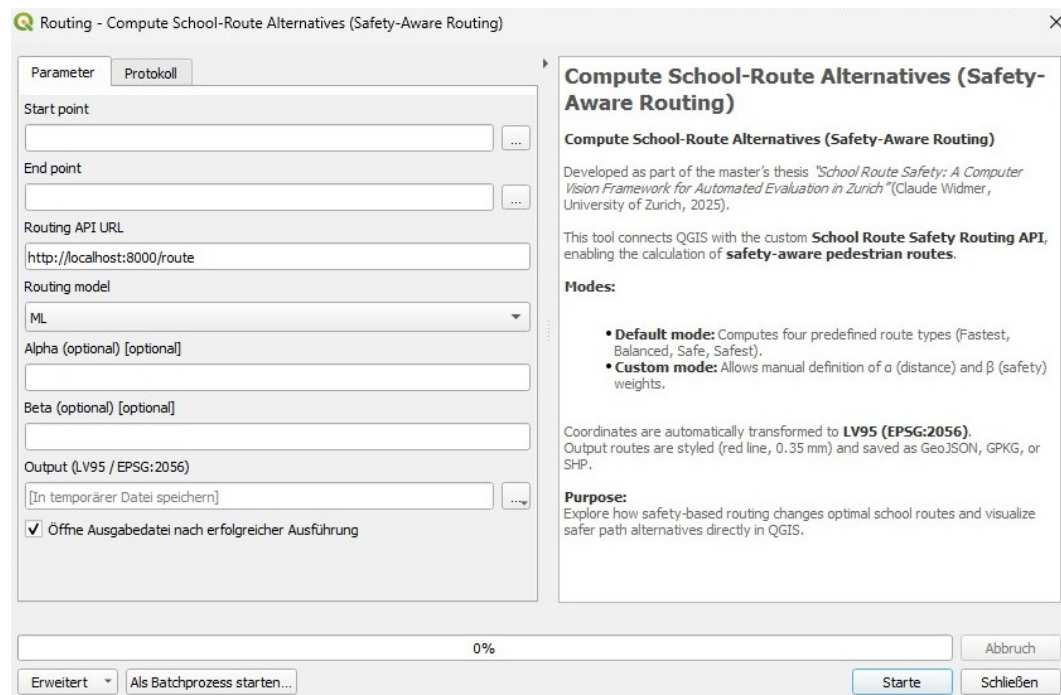 Routing - Compute School-Route Alternatives (Safety-Aware Routing)
Parameter
Protokoll
Start point
...
End point
...
Routing API URL
http://localhost:8000/route
Routing model
ML
Alpha (optional) [optional]
Beta (optional) [optional]
Output (LV95 / EPSG:2056)
[In temporärer Datei speichern]
...
Öffne Ausgabedatei nach erfolgreicher Ausführung
Compute School-Route Alternatives (Safety-
Aware Routing)
Compute School-Route Alternatives (Safety-Aware Routing)
Developed as part of the master's thesis "School Route Safety: A Computer
Vision Framework for Automated Evaluation in Zurich" (Claude Widmer,
University of Zurich, 2025).
This tool connects QGIS with the custom School Route Safety Routing API,
enabling the calculation of safety-aware pedestrian routes.
Modes:
• Default mode: Computes four predefined route types (Fastest,
Balanced, Safe, Safest).
• Custom mode: Allows manual definition of α (distance) and β (safety)
weights.
Coordinates are automatically transformed to LV95 (EPSG:2056).
Output routes are styled (red line, 0.35 mm) and saved as GeoJSON, GPKG, or
SHP.
Purpose:
Explore how safety-based routing changes optimal school routes and visualize
safer path alternatives directly in QGIS.
0%
Abbruch
Erweitert
Als Batchprozess starten...
Starte
Schließen